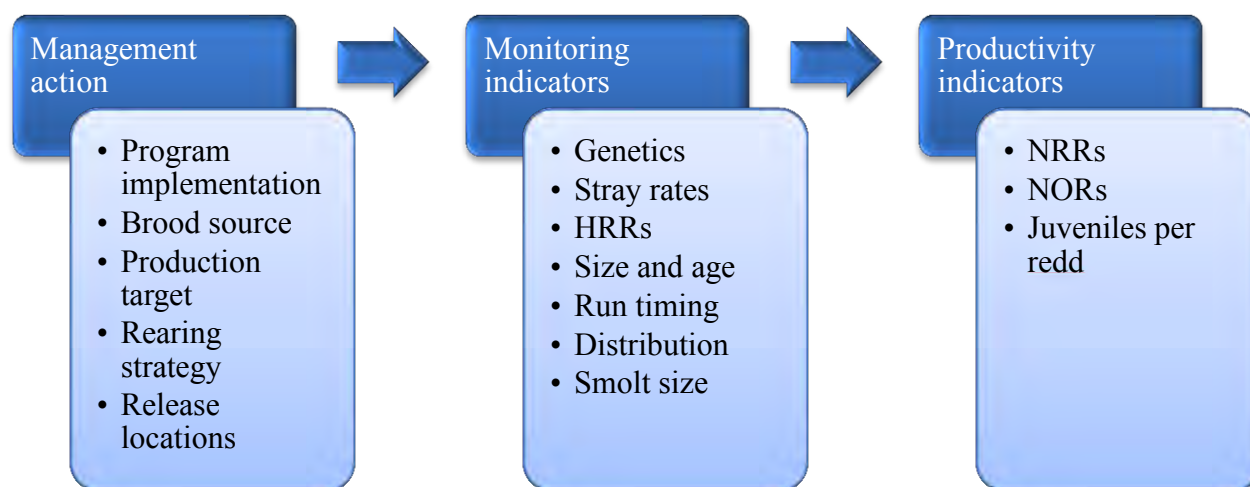 Management
action
• Program
implementation
• Brood source
• Production
target
• Rearing
strategy
• Release
locations
Monitoring
indicators
• Genetics
• Stray rates
• HRRs
• Size and age
• Run timing
• Distribution
• Smolt size
Productivity
indicators
• NRRs
• NORs
• Juveniles per
redd